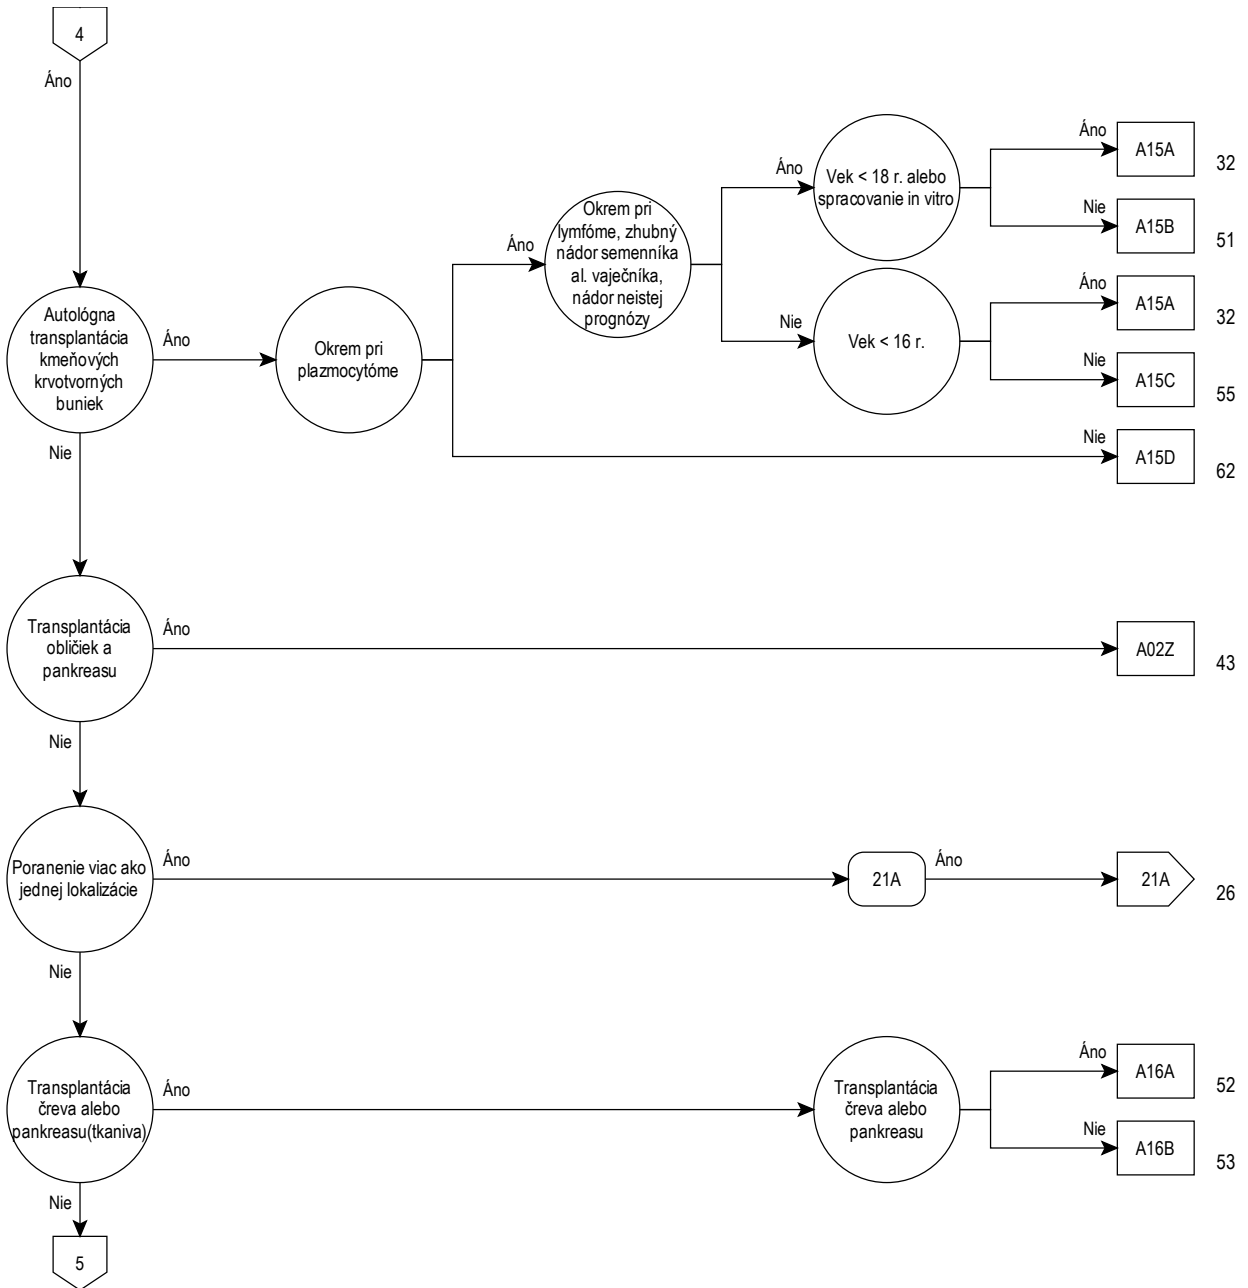 4
Áno
Autológna
transplantácia
kmeňových
krvotvorných
buniek
Áno
Okrem pri
plazmocytóme
Áno
Okrem pri
lymfóme, zhubný
nádor semenníka
al. vaječníka,
nádor neistej
prognózy
Áno
Vek < 18 r. alebo
spracovanie in vitro
Áno
A15A
32
Nie
A15B
51
Nie
Vek < 16 r.
Áno
A15A
32
Nie
A15C
55
Nie
A15D
62
Nie
Transplantácia
obličiek a
pankreasu
Áno
A02Z
43
Nie
Poranenie viac ako
jednej lokalizácie
Áno
21A
Áno
21A
26
Nie
Transplantácia
čreva alebo
pankreasu(tkaniva)
Áno
Transplantácia
čreva alebo
pankreasu
Áno
A16A
52
Nie
A16B
53
Nie
5